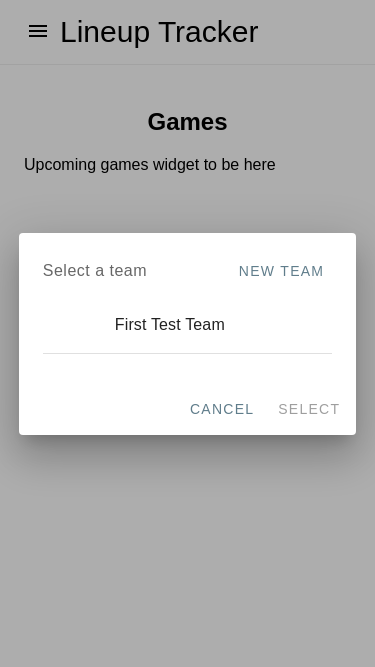 Lineup Tracker
Games
Upcoming games widget to be here
Select a team
NEW TEAM
First Test Team
CANCEL
SELECT